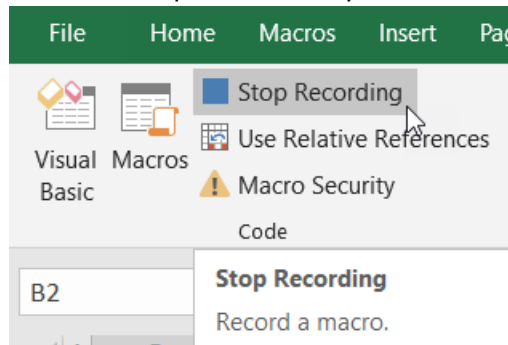 File Home Macros Insert
Stop Recording
Use Relative References
Visual Basic
Macros
Macro Security
Code
B2
Stop Recording
Record a macro.